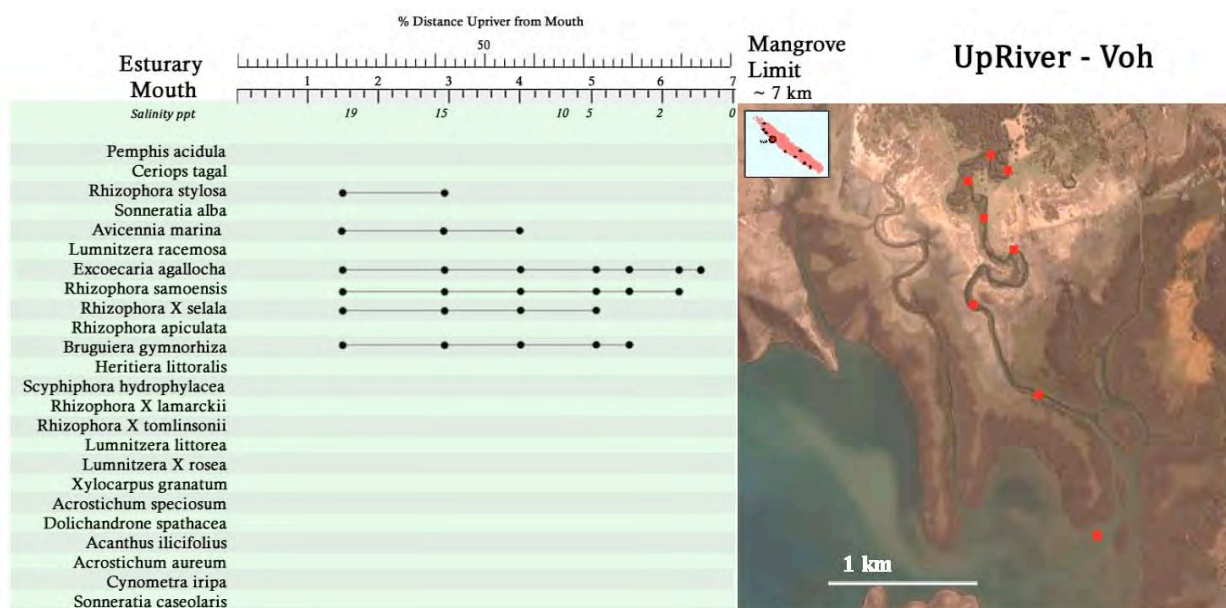 % Distance Upriver from Mouth
50
Esturary
Mouth
1 2 3 4 5 6 7
Mangrove
Limit
~ 7 km
UpRiver - Voh
Salinity ppt 19 15 10 5 2 0
Pemphis acidula
Ceriops tagal
Rhizophora stylosa
Sonneratia alba
Avicennia marina
Lumnitzera racemosa
Excoecaria agallocha
Rhizophora samoensis
Rhizophora X selala
Rhizophora apiculata
Bruguiera gymnorhiza
Heritiera littoralis
Scyphiphora hydrophylacea
Rhizophora X lamarckii
Rhizophora X tomlinsonii
Lumnitzera littorea
Lumnitzera X rosea
Xylocarpus granatum
Acrostichum speciosum
Dolichandrone spathacea
Acanthus ilicifolius
Acrostichum aureum
Cynometra iripa
Sonneratia caseolaris
1 km